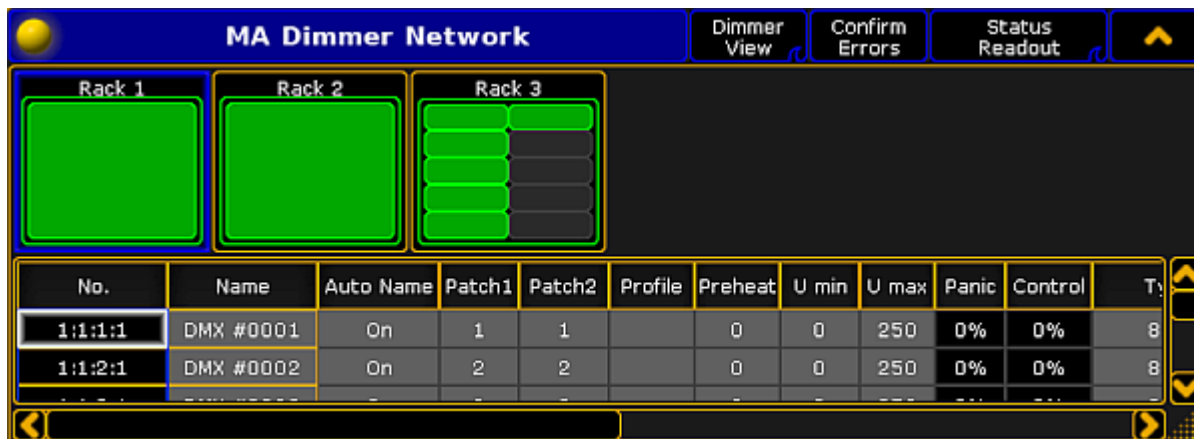 MA Dimmer Network
Dimmer View
Confirm Errors
Status Readout
Rack 1 Rack 2 Rack 3
No. Name Auto Name Patch1 Patch2 Profile Preheat U min U max Panic Control
1:1:1:1 DMX #0001 On 1 1 0 0 250 0% 0% 8
1:1:2:1 DMX #0002 On 2 2 0 0 250 0% 0% 8